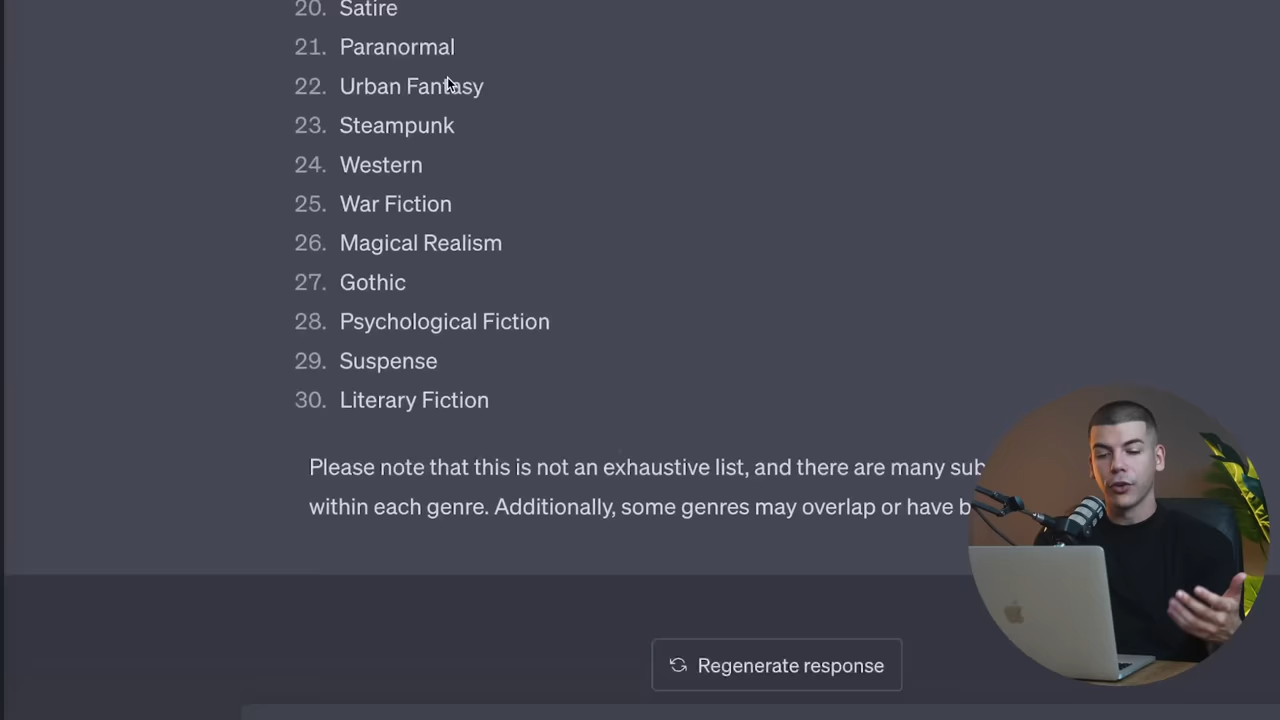 20. Satire
21. Paranormal
22. Urban Fantasy
23. Steampunk
24. Western
25. War Fiction
26. Magical Realism
27. Gothic
28. Psychological Fiction
29. Suspense
30. Literary Fiction
Please note that this is not an exhaustive list, and there are many sub
within each genre. Additionally, some genres may overlap or have b
Regenerate response